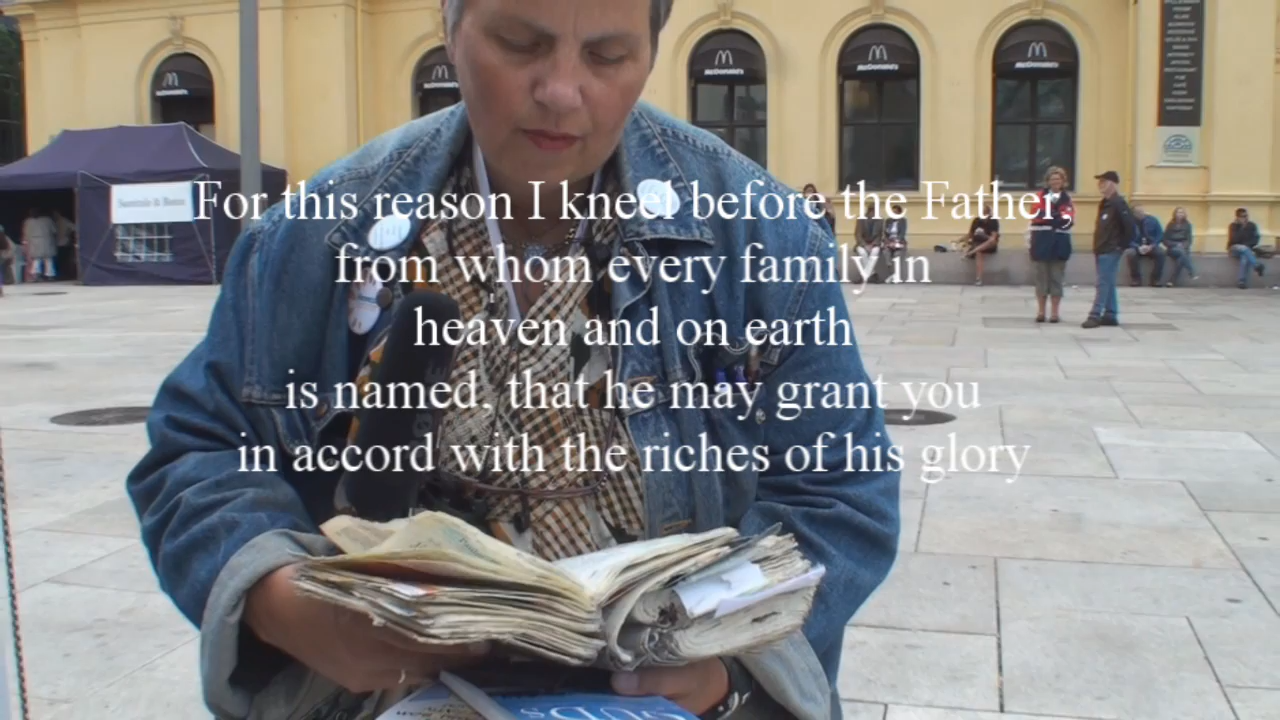 McDonald's
McDonald's
McDonald's
McDonald's
McDonald's
For this reason I kneel before the Father,
from whom every family in
heaven and on earth
is named, that he may grant you
in accord with the riches of his glory
GUDS